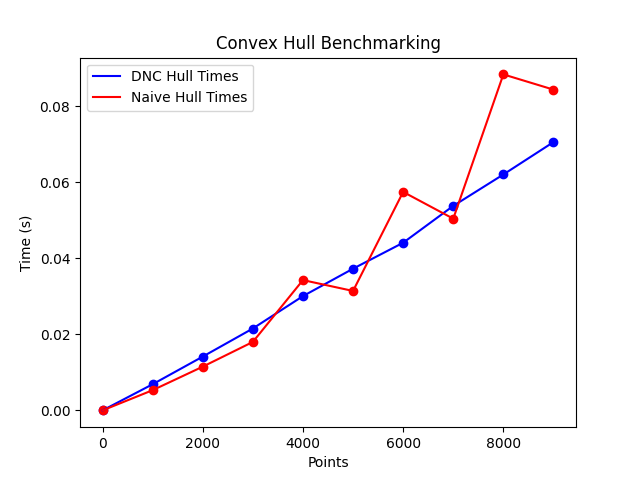 Convex Hull Benchmarking
DNC Hull Times
Naive Hull Times
0.08
0.06
0.04
0.02
0.00
Time (s)
0 2000 4000 6000 8000
Points